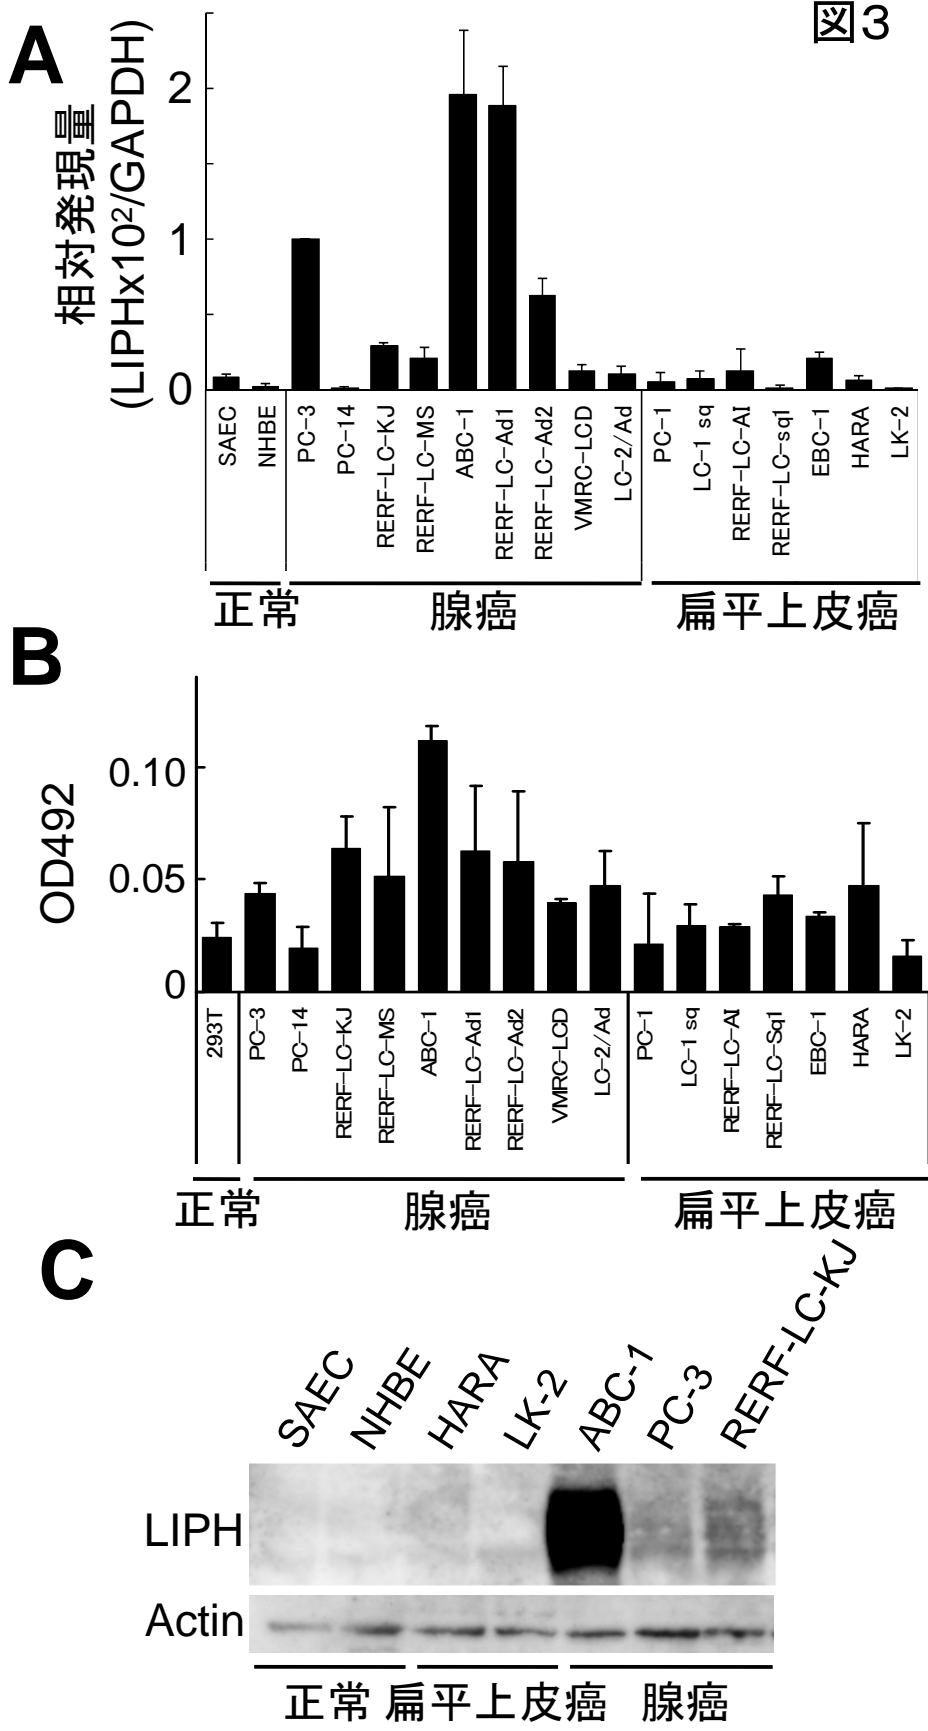 図3
A
相対発現量
(LIPHx10²/GAPDH)
2
1
0
SAEC
NHBE
PC-3
PC-14
RERF-LC-KJ
RERF-LC-MS
ABC-1
RERF-LC-Ad1
RERF-LC-Ad2
VMRC-LCD
LC-2/Ad
PC-1
LC-1 sq
RERF-LC-AI
RERF-LC-sq1
EBC-1
HARA
LK-2
正常
腺癌
扁平上皮癌
B
OD492
0.10
0.05
0
293T
PC-3
PC-14
RERF-LC-KJ
RERF-LC-MS
ABC-1
RERF-LC-Ad1
RERF-LC-Ad2
VMRC-LCD
LC-2/Ad
PC-1
LC-1 sq
RERF-LC-AI
RERF-LC-Sq1
EBC-1
HARA
LK-2
正常
腺癌
扁平上皮癌
C
SAEC
NHBE
HARA
LK-2
ABC-1
PC-3
RERF-LC-KJ
LIPH
Actin
正常
扁平上皮癌
腺癌